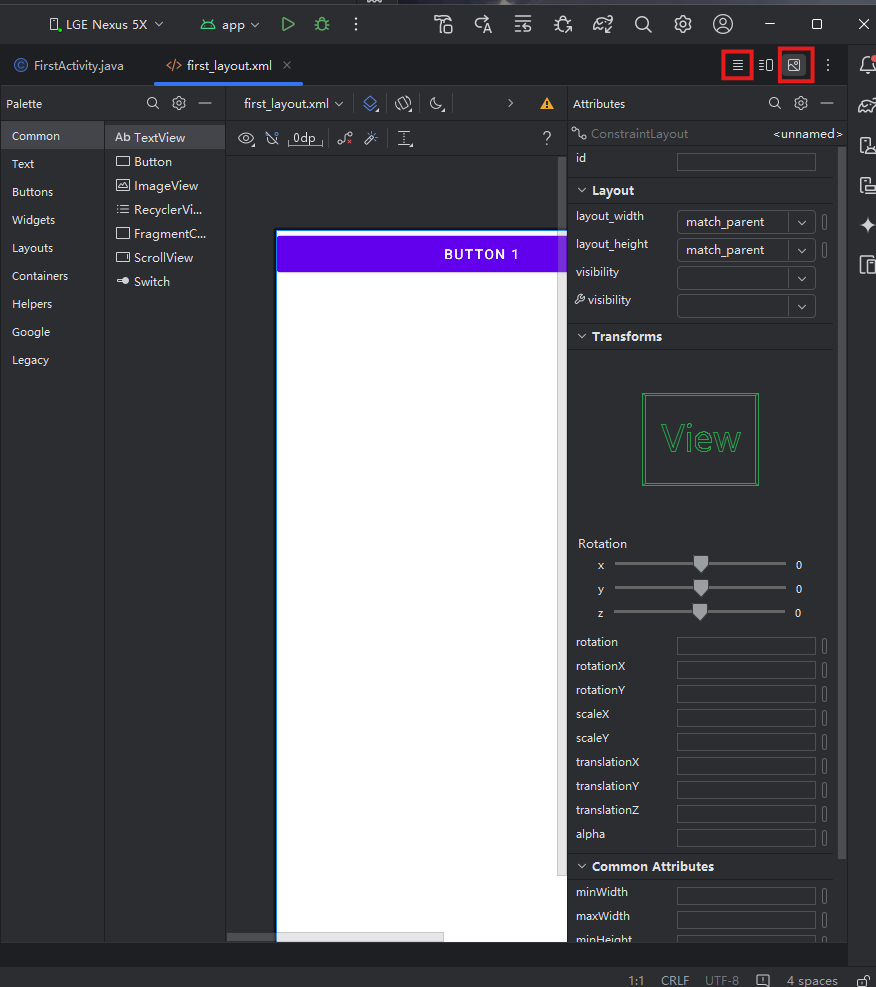 LGE Nexus 5X
app
FirstActivity.java
first_layout.xml
Palette
first_layout.xml
Attributes
Common
Text
Buttons
Widgets
Layouts
Containers
Helpers
Google
Legacy
Ab TextView
Button
ImageView
RecyclerVi...
FragmentC...
ScrollView
Switch
0dp
?
BUTTON 1
ConstraintLayout
<unnamed>
id
Layout
layout_width
match_parent
layout_height
match_parent
visibility
visibility
Transforms
View
Rotation
x
0
y
0
z
0
rotation
rotationX
rotationY
scaleX
scaleY
translationX
translationY
translationZ
alpha
Common Attributes
minWidth
maxWidth
minHeight
1:1
CRLF
UTF-8
4 spaces